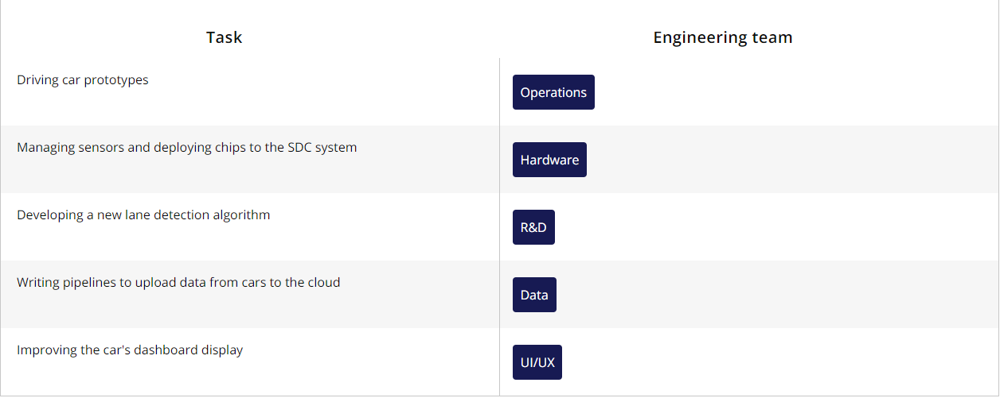 Task Engineering team
Driving car prototypes
Operations
Managing sensors and deploying chips to the SDC system
Hardware
Developing a new lane detection algorithm
R&D
Writing pipelines to upload data from cars to the cloud
Data
Improving the car's dashboard display
UI/UX